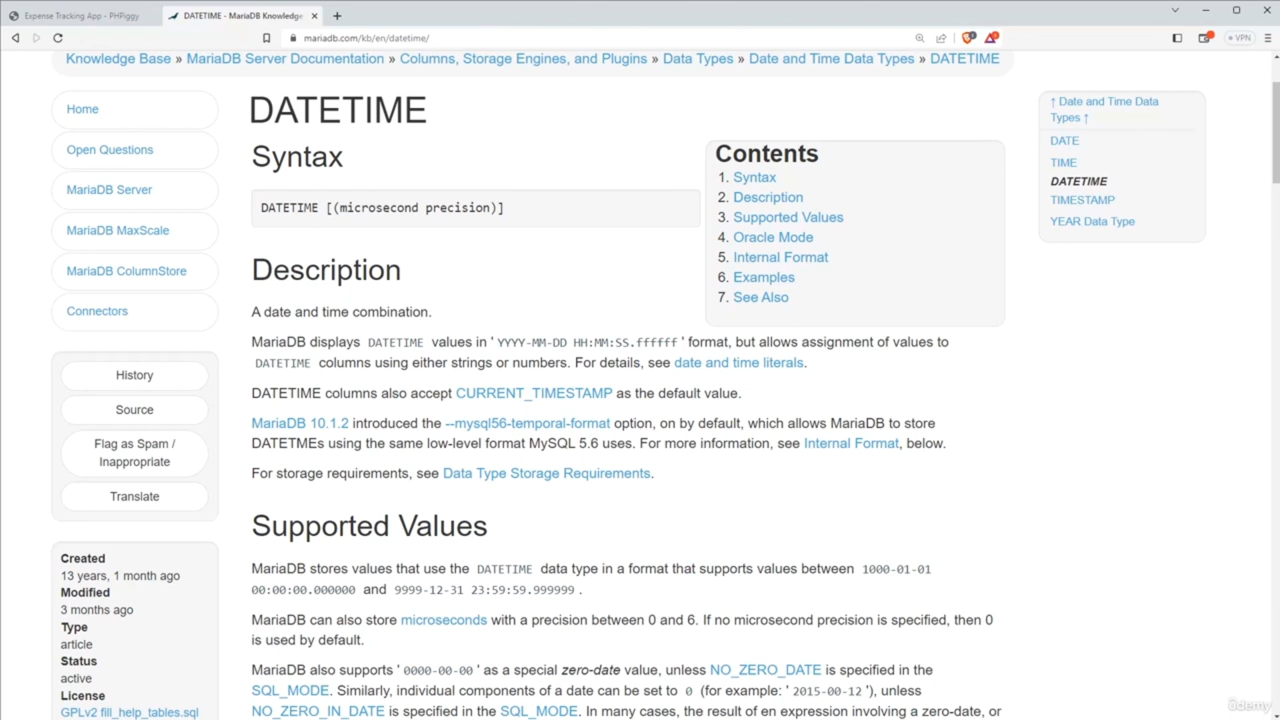 Expense Tracking App - PHPiggy
DATETIME - MariaDB Knowledge
mariadb.com/kb/en/datetime/
VPN
Knowledge Base » MariaDB Server Documentation » Columns, Storage Engines, and Plugins » Data Types » Date and Time Data Types » DATETIME
Home
Open Questions
MariaDB Server
MariaDB MaxScale
MariaDB ColumnStore
Connectors
History
Source
Flag as Spam /
Inappropriate
Translate
Created
13 years, 1 month ago
Modified
3 months ago
Type
article
Status
active
License
GPLv2 fill_help_tables.sql
DATETIME
Syntax
DATETIME [(microsecond precision)]
Contents
1. Syntax
2. Description
3. Supported Values
4. Oracle Mode
5. Internal Format
6. Examples
7. See Also
Description
A date and time combination.
MariaDB displays DATETIME values in ' YYYY-MM-DD HH:MM:SS.ffffff ' format, but allows assignment of values to
DATETIME columns using either strings or numbers. For details, see date and time literals.
DATETIME columns also accept CURRENT_TIMESTAMP as the default value.
MariaDB 10.1.2 introduced the --mysql56-temporal-format option, on by default, which allows MariaDB to store
DATETMEs using the same low-level format MySQL 5.6 uses. For more information, see Internal Format, below.
For storage requirements, see Data Type Storage Requirements.
Supported Values
MariaDB stores values that use the DATETIME data type in a format that supports values between 1000-01-01
00:00:00.000000 and 9999-12-31 23:59:59.999999 .
MariaDB can also store microseconds with a precision between 0 and 6. If no microsecond precision is specified, then 0
is used by default.
MariaDB also supports ' 0000-00-00 ' as a special zero-date value, unless NO_ZERO_DATE is specified in the
SQL_MODE. Similarly, individual components of a date can be set to 0 (for example: ' 2015-00-12 '), unless
NO_ZERO_IN_DATE is specified in the SQL_MODE. In many cases, the result of en expression involving a zero-date, or
↑ Date and Time Data
Types ↑
DATE
TIME
DATETIME
TIMESTAMP
YEAR Data Type
ûdemy